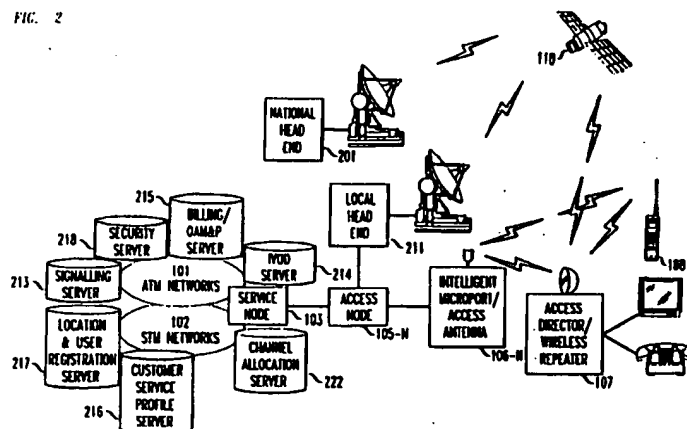 FIG. 2
118
NATIONAL
HEAD
END
201
215
BILLING/
OAM&P
SERVER
218
SECURITY
SERVER
LOCAL
HEAD
END
211
213
SIGNALLING
SERVER
101
ATM NETWORKS
IVOD
SERVER
214
SERVICE
NODE
103
ACCESS
NODE
105-N
INTELLIGENT
MICROPORT/
ACCESS
ANTENNA
106-N
ACCESS
DIRECTOR/
WIRELESS
REPEATER
107
188
LOCATION
& USER
REGISTRATION
SERVER
217
102
STM NETWORKS
CHANNEL
ALLOCATION
SERVER
222
CUSTOMER
SERVICE
PROFILE
SERVER
216